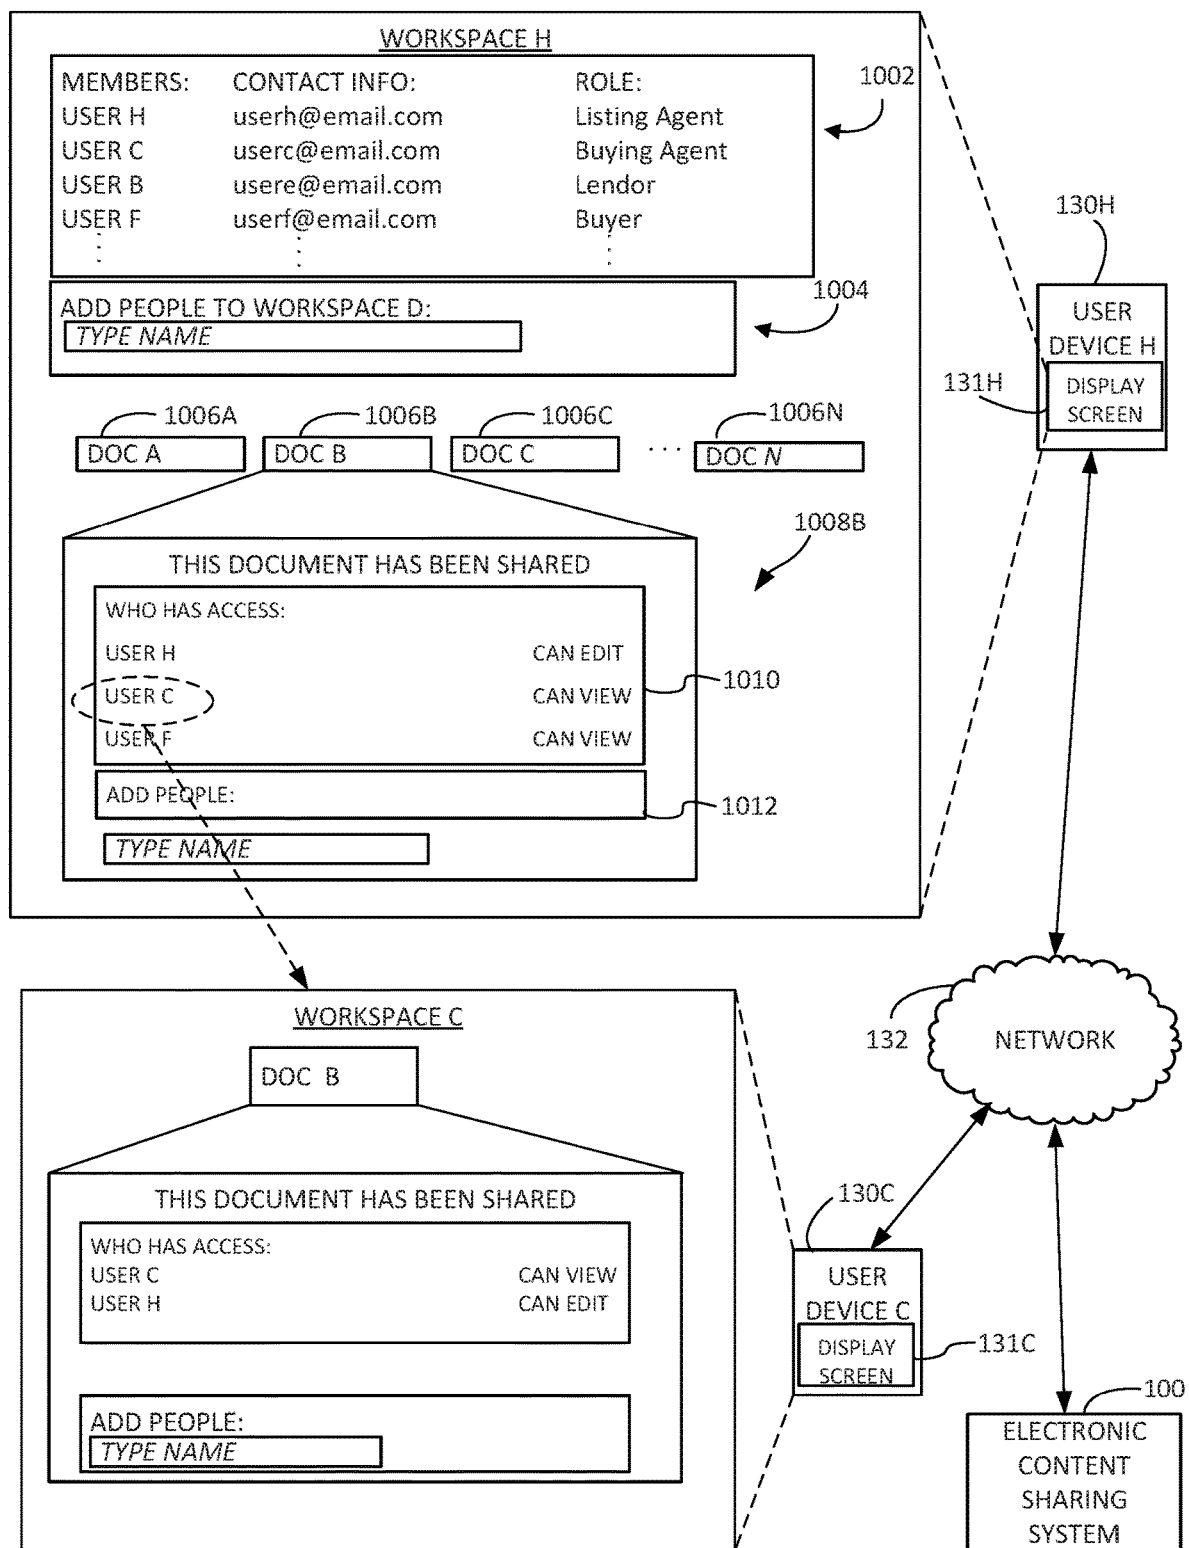 WORKSPACE H
MEMBERS: CONTACT INFO: ROLE:
USER H userh@email.com Listing Agent
USER C userc@email.com Buying Agent
USER B usere@email.com Lendor
USER F userf@email.com Buyer
1002
ADD PEOPLE TO WORKSPACE D:
TYPE NAME
1004
130H
USER
DEVICE H
131H
DISPLAY
SCREEN
1006A 1006B 1006C 1006N
DOC A DOC B DOC C ... DOC N
1008B
THIS DOCUMENT HAS BEEN SHARED
WHO HAS ACCESS:
USER H CAN EDIT
USER C CAN VIEW
USER F CAN VIEW
1010
ADD PEOPLE:
1012
TYPE NAME
132
NETWORK
WORKSPACE C
DOC B
THIS DOCUMENT HAS BEEN SHARED
WHO HAS ACCESS:
USER C CAN VIEW
USER H CAN EDIT
ADD PEOPLE:
TYPE NAME
130C
USER
DEVICE C
DISPLAY
SCREEN
131C
100
ELECTRONIC
CONTENT
SHARING
SYSTEM